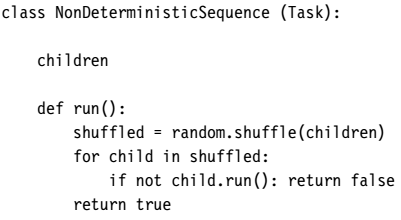 class NonDeterministicSequence (Task):
children
def run():
shuffled = random.shuffle(children)
for child in shuffled:
if not child.run(): return false
return true